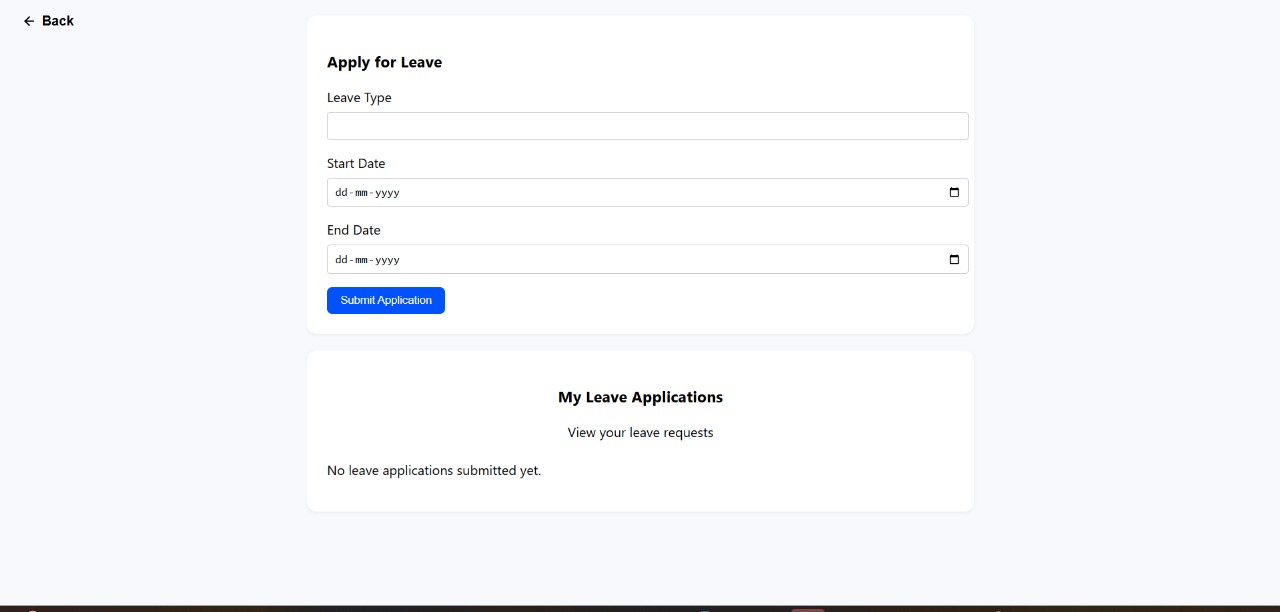 Back
Apply for Leave
Leave Type
Start Date
dd-mm-yyyy
End Date
dd-mm-yyyy
Submit Application
My Leave Applications
View your leave requests
No leave applications submitted yet.